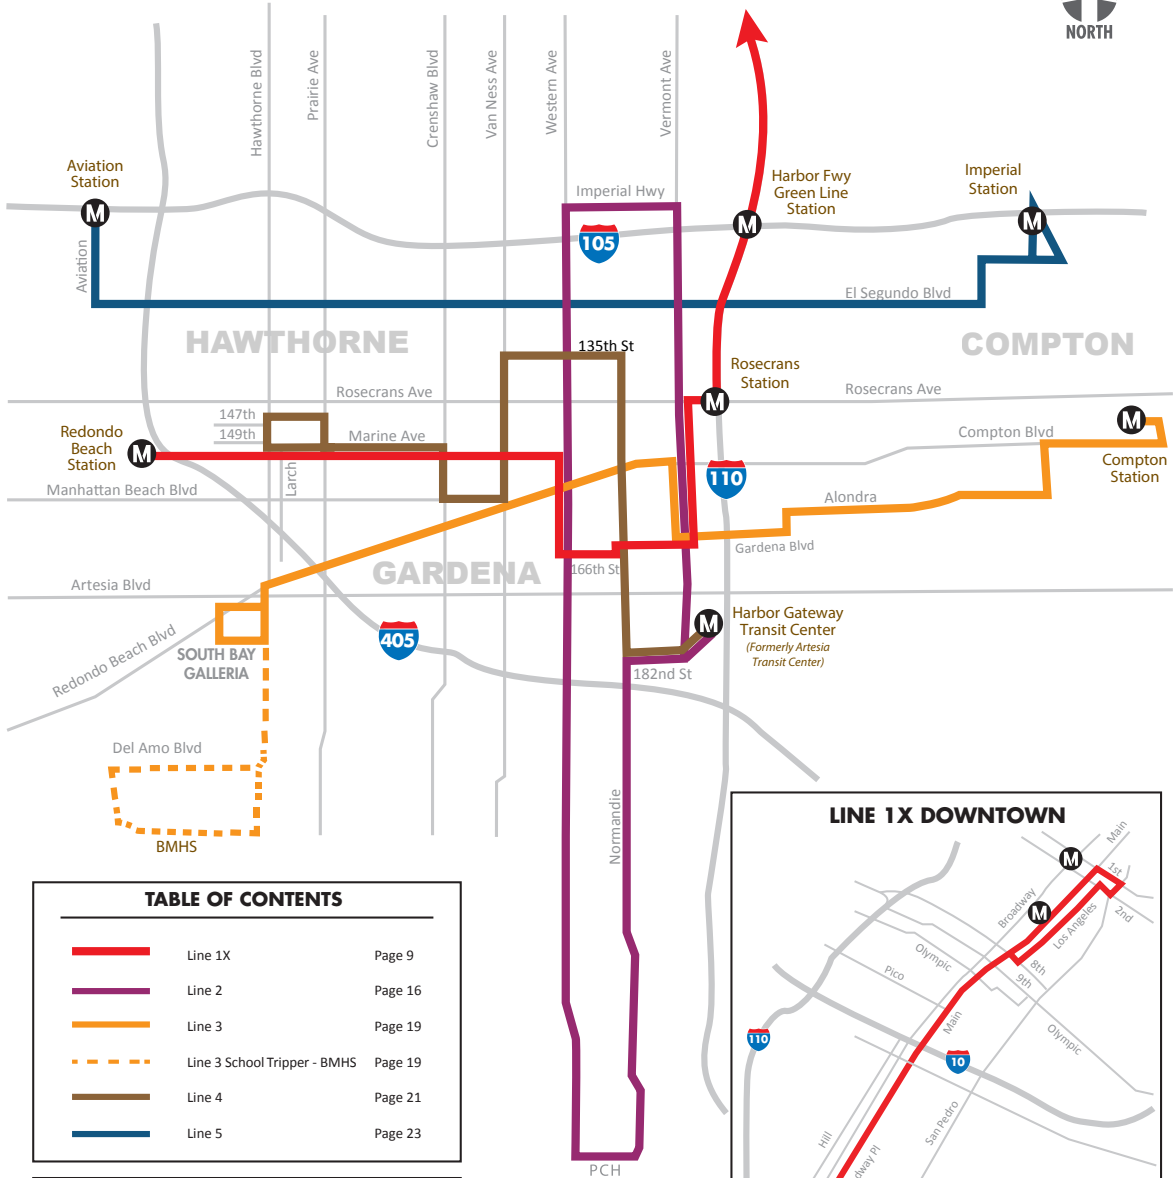 NORTH
Hawthorne Blvd
Prairie Ave
Crenshaw Blvd
Van Ness Ave
Western Ave
Vermont Ave
Aviation
Station
M
Imperial Hwy
Harbor Fwy
Green Line
Station
M
Imperial
Station
M
105
Aviation
El Segundo Blvd
HAWTHORNE
COMPTON
135th St
Rosecrans
Station
M
Rosecrans Ave
Rosecrans Ave
147th
149th
Marine Ave
Redondo
Beach
Station
M
Larch
Manhattan Beach Blvd
Compton Blvd
M
Compton
Station
110
Alondra
Gardena Blvd
166th St
GARDENA
Artesia Blvd
405
M
Harbor Gateway
Transit Center
(Formerly Artesia
Transit Center)
SOUTH BAY
GALLERIA
Redondo Beach Blvd
182nd St
Del Amo Blvd
BMHS
Normandie
PCH
TABLE OF CONTENTS
Line 1X Page 9
Line 2 Page 16
Line 3 Page 19
Line 3 School Tripper - BMHS Page 19
Line 4 Page 21
Line 5 Page 23
LINE 1X DOWNTOWN
Main
M
1st
2nd
Broadway
M
Los Angeles
Olympic
8th
9th
Pico
Main
Olympic
110
10
San Pedro
Hill
dway Pl